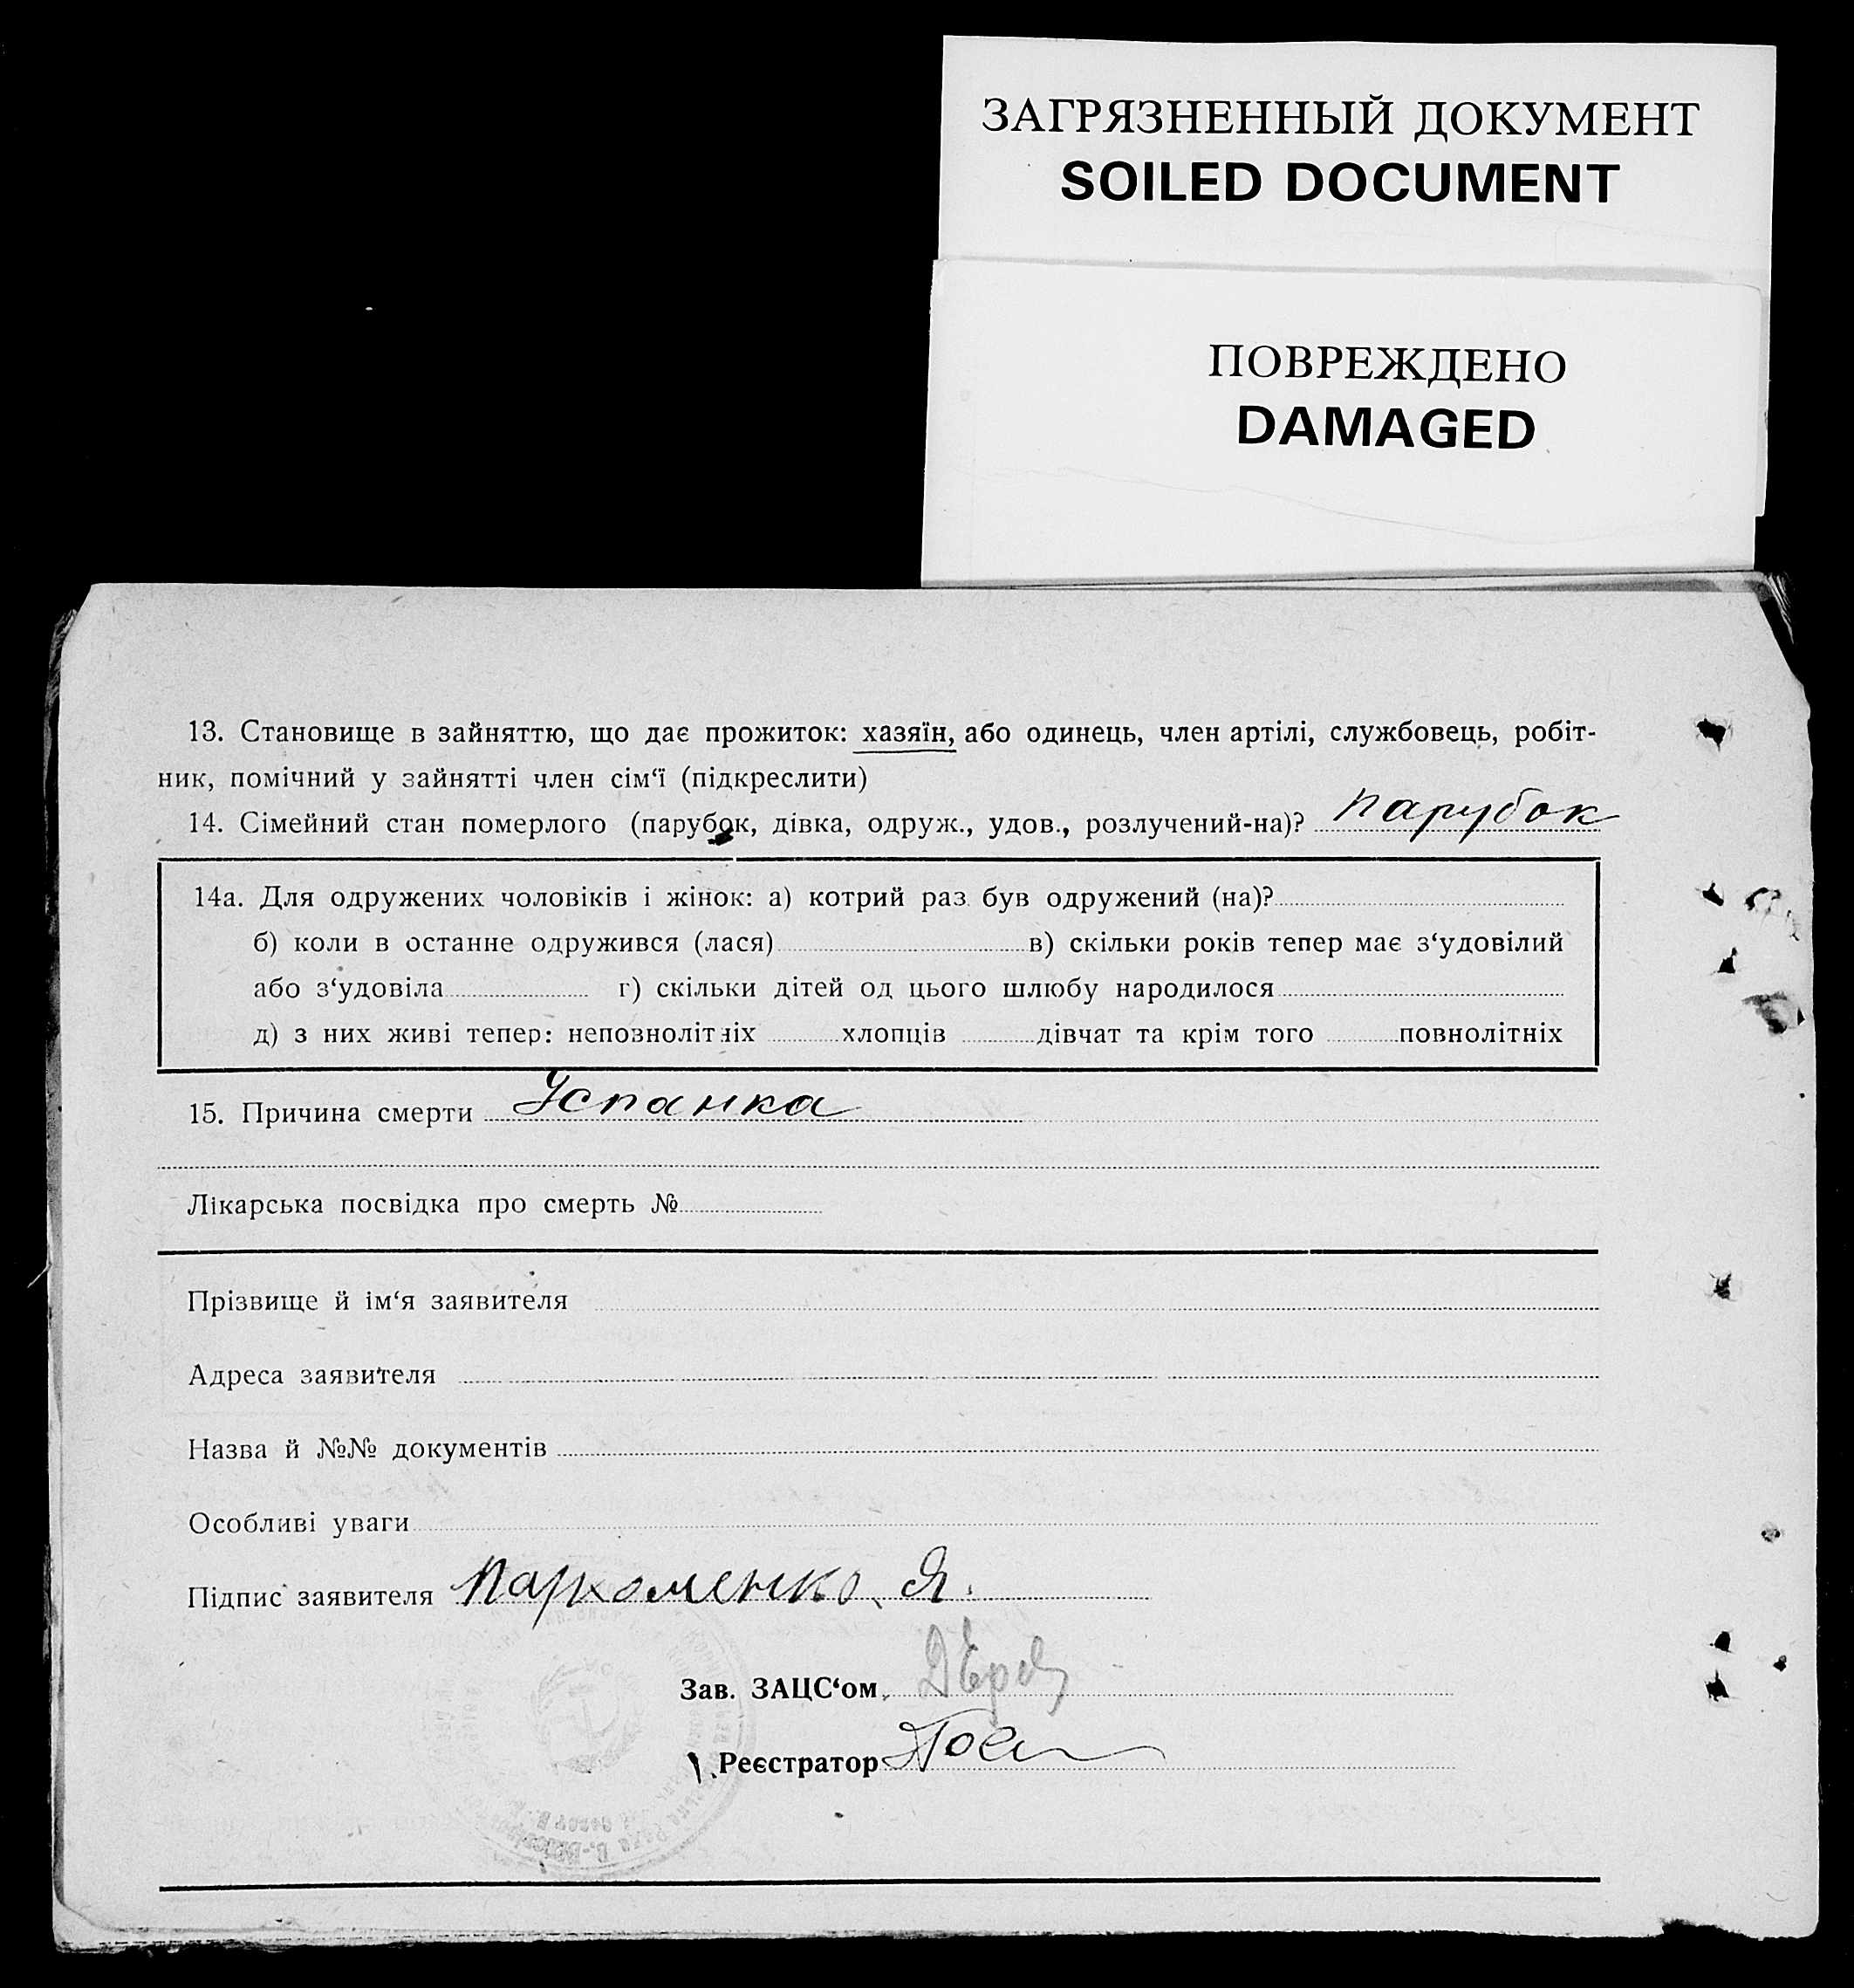 ЗАГРЯЗНЕННЫЙ ДОКУМЕНТ
SOILED DOCUMENT
ПОВРЕЖДЕНО
DAMAGED
13. Становище в зайняттю, що дає прожиток: хазяїн, або одинець, член артілі, службовець, робіт-
ник, помічний у зайнятті член сім‘ї (підкреслити)
14. Сімейний стан померлого (парубок, дівка, одруж., удов., розлучений-на)? парубок
14а. Для одружених чоловіків і жінок: а) котрий раз був одружений (на)?
б) коли в останне одружився (лася) в) скільки років тепер має з‘удовілий
або з‘удовіла г) скільки дітей од цього шлюбу народилося
д) з них живі тепер: неповнолітніх хлопців дівчат та крім того повнолітніх
15. Причина смерти Іспанка
Лікарська посвідка про смерть №
Прізвище й ім‘я заявителя
Адреса заявителя
Назва й №№ документів
Особливі уваги
Підпис заявителя Пархоменко Я.
Зав. ЗАЦС‘ом
Реєстратор